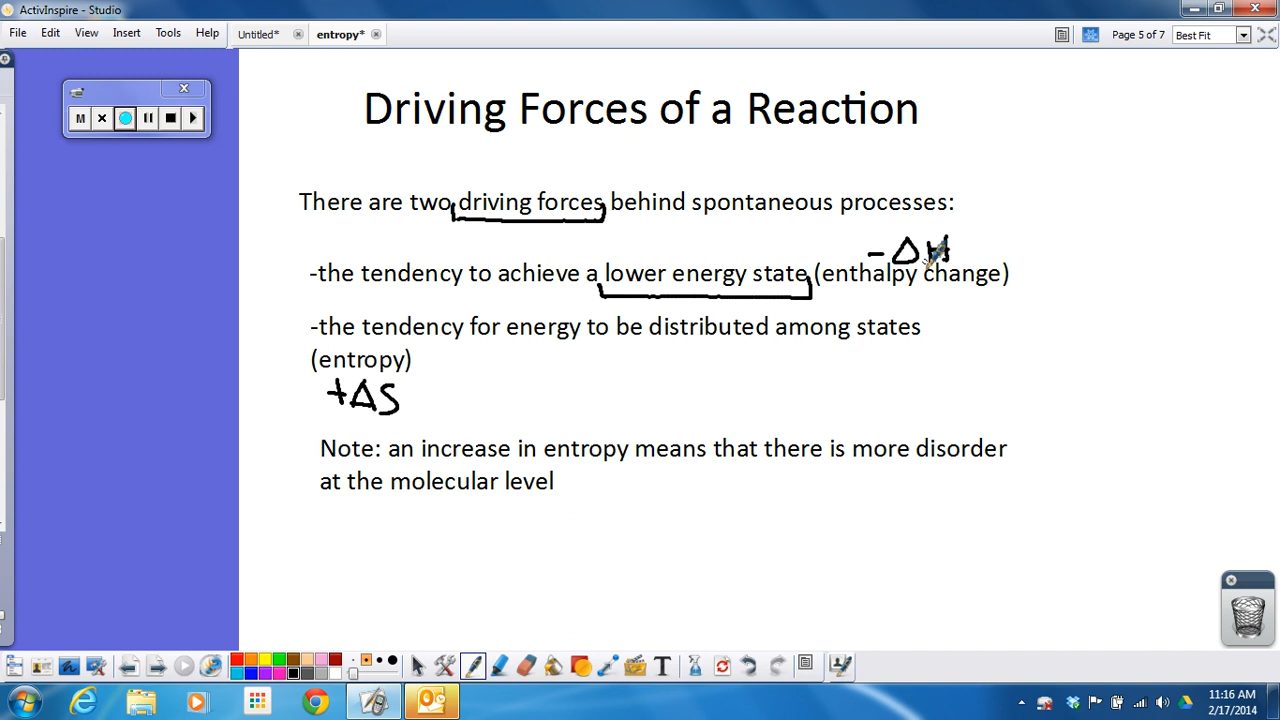 ActivInspire - Studio
File Edit View Insert Tools Help
Untitled* entropy* Page 5 of 7 Best Fit
M
Driving Forces of a Reaction
There are two driving forces behind spontaneous processes:
- Δ H
-the tendency to achieve a lower energy state (enthalpy change)
-the tendency for energy to be distributed among states
(entropy)
+ΔS
Note: an increase in entropy means that there is more disorder
at the molecular level
T
11:16 AM
2/17/2014